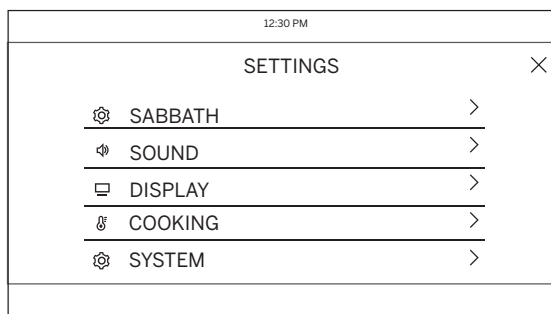 12:30 PM
SETTINGS
SABBATH
SOUND
DISPLAY
COOKING
SYSTEM